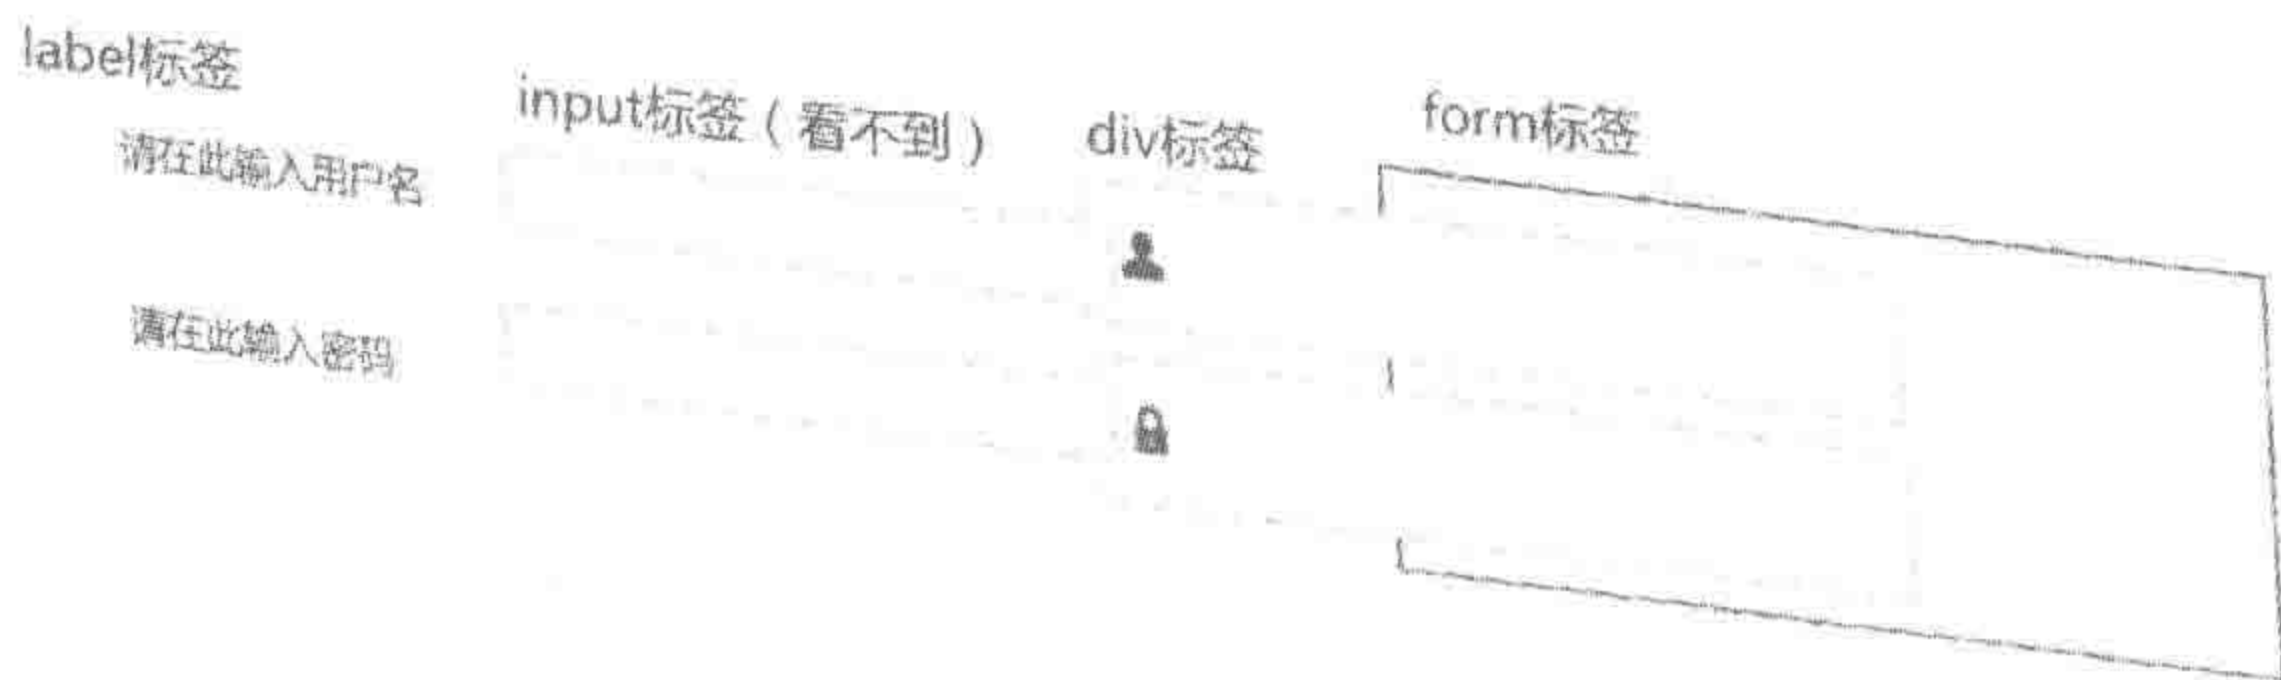 label标签
input标签（看不到）
div标签
form标签
请在此输入用户名
请在此输入密码